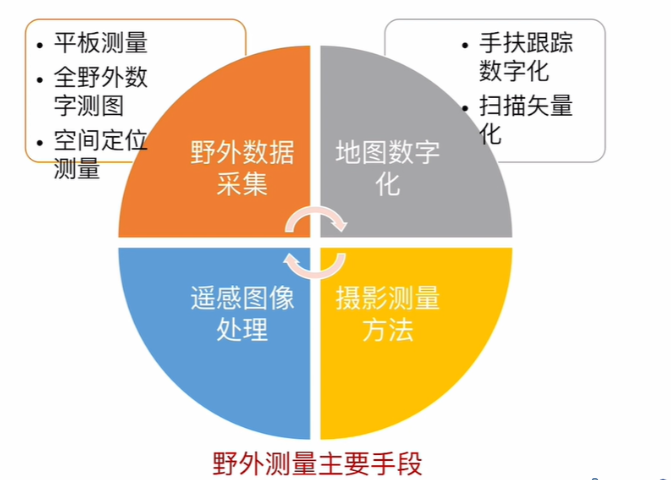 平板测量
全野外数
字测图
空间定位
测量
手扶跟踪
数字化
扫描矢量
化
野外数据
采集
地图数字
化
遥感图像
处理
摄影测量
方法
野外测量主要手段